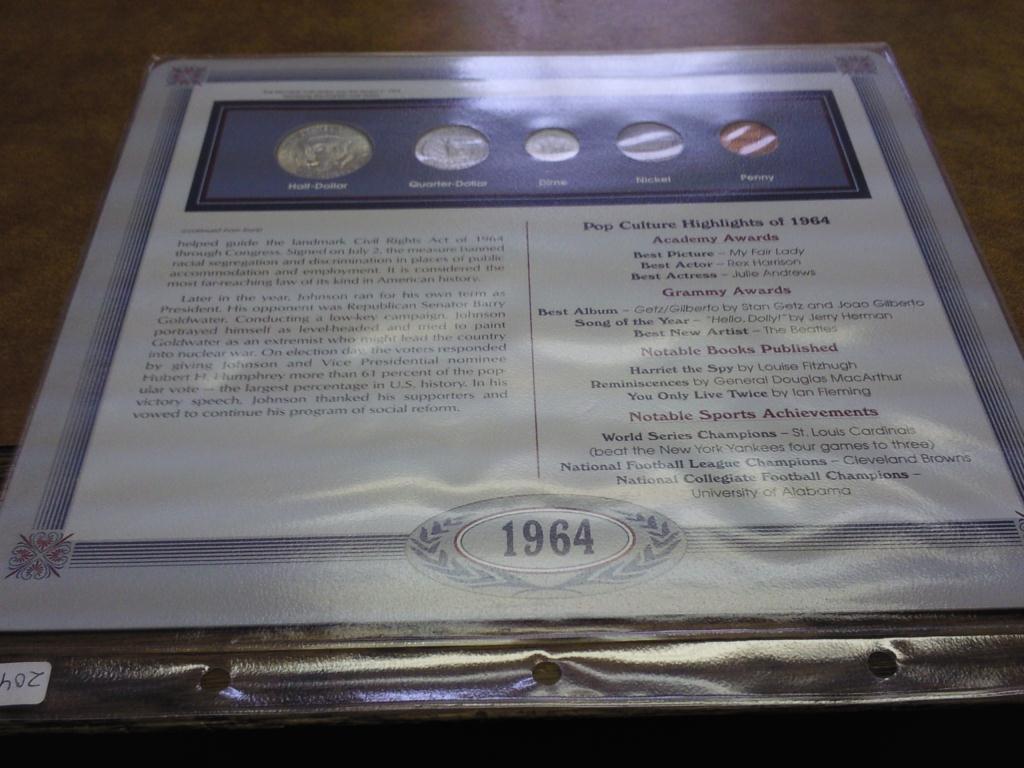 Half-Dollar
Quarter-Dollar
Dime
Nickel
Penny
helped guide the landmark Civil Rights Act of 1964
through Congress. Signed on July 2, the measure banned
racial segregation and discrimination in places of public
accommodation and employment. It is considered the
most far-reaching law of its kind in American history.
Later in the year, Johnson ran for his own term as
President. His opponent was Republican Senator Barry
Goldwater. Conducting a low-key campaign, Johnson
portrayed himself as level-headed and tried to paint
Goldwater as an extremist who might lead the country
into nuclear war. On election day, the voters responded
by giving Johnson and Vice Presidential nominee
Hubert H. Humphrey more than 61 percent of the pop-
ular vote — the largest percentage in U.S. history. In his
victory speech, Johnson thanked his supporters and
vowed to continue his program of social reform.
Pop Culture Highlights of 1964
Academy Awards
Best Picture – My Fair Lady
Best Actor – Rex Harrison
Best Actress – Julie Andrews
Grammy Awards
Best Album – Getz/Gilberto by Stan Getz and Joao Gilberto
Song of the Year – "Hello, Dolly!" by Jerry Herman
Best New Artist – The Beatles
Notable Books Published
Harriet the Spy by Louise Fitzhugh
Reminiscences by General Douglas MacArthur
You Only Live Twice by Ian Fleming
Notable Sports Achievements
World Series Champions – St. Louis Cardinals
(beat the New York Yankees four games to three)
National Football League Champions – Cleveland Browns
National Collegiate Football Champions –
University of Alabama
1964
204